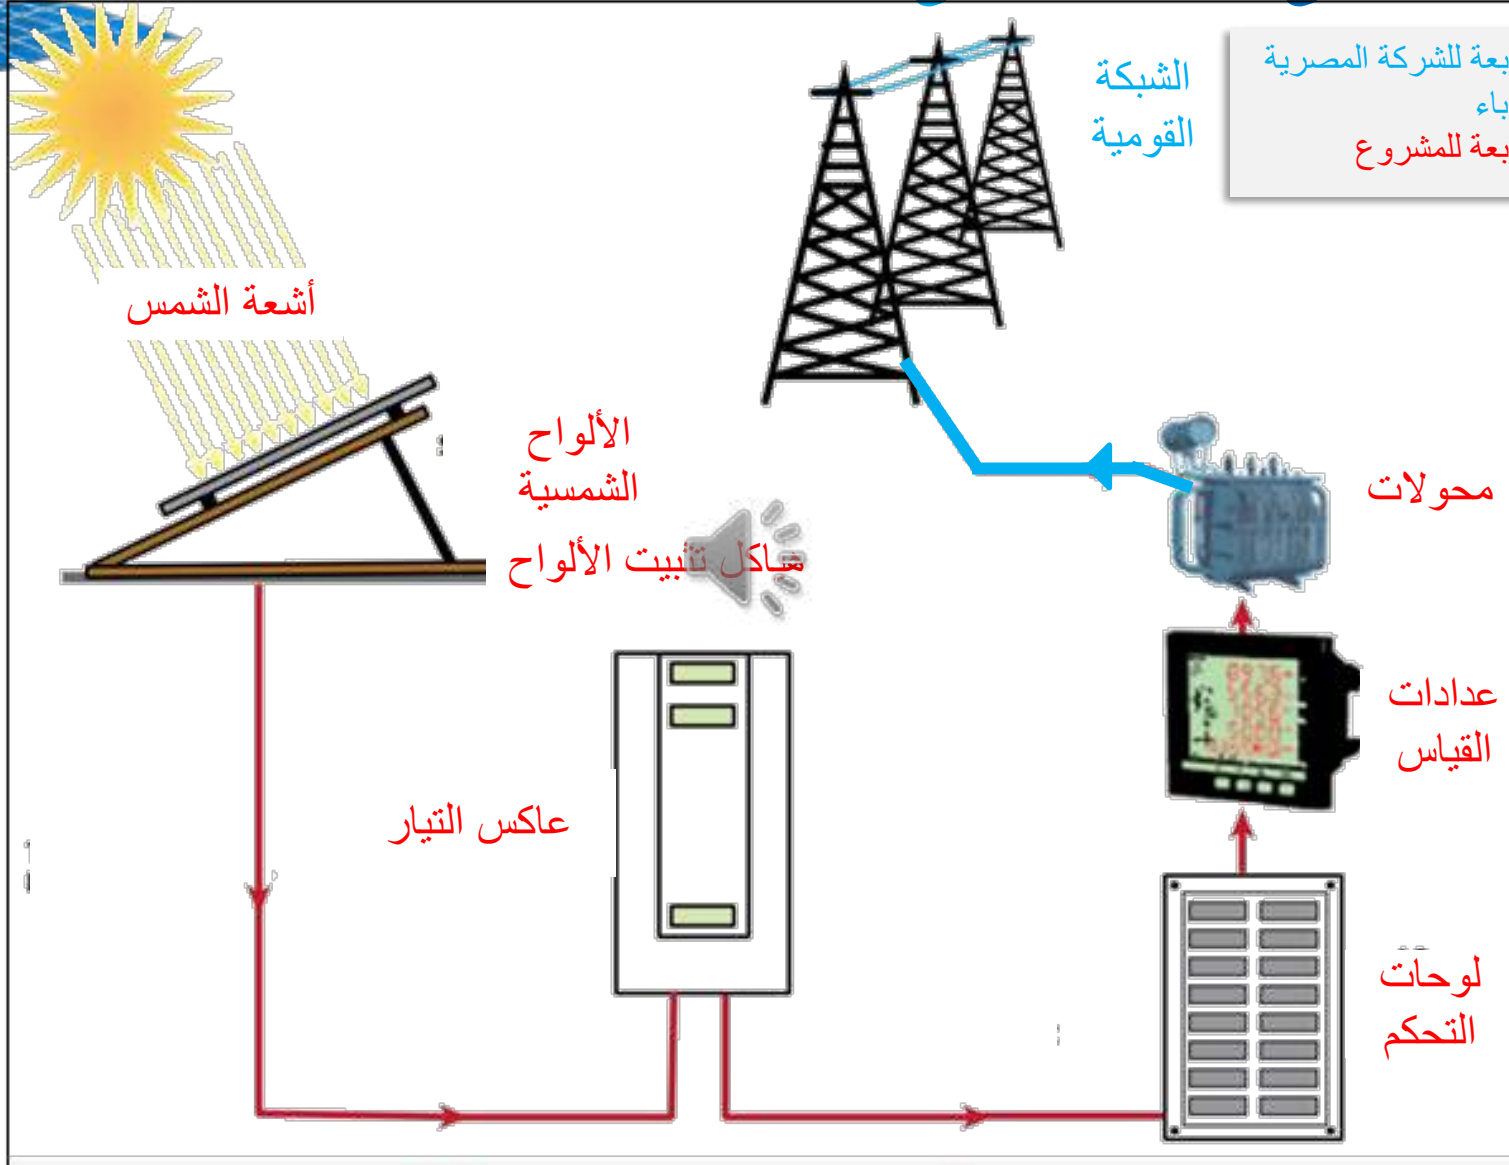 بعة للشركة المصرية
باء
بعة للمشروع
الشبكة
القومية
أشعة الشمس
الألواح
الشمسية
شاكل تثبيت الألواح
محولات
عدادات
القياس
عاكس التيار
لوحات
التحكم